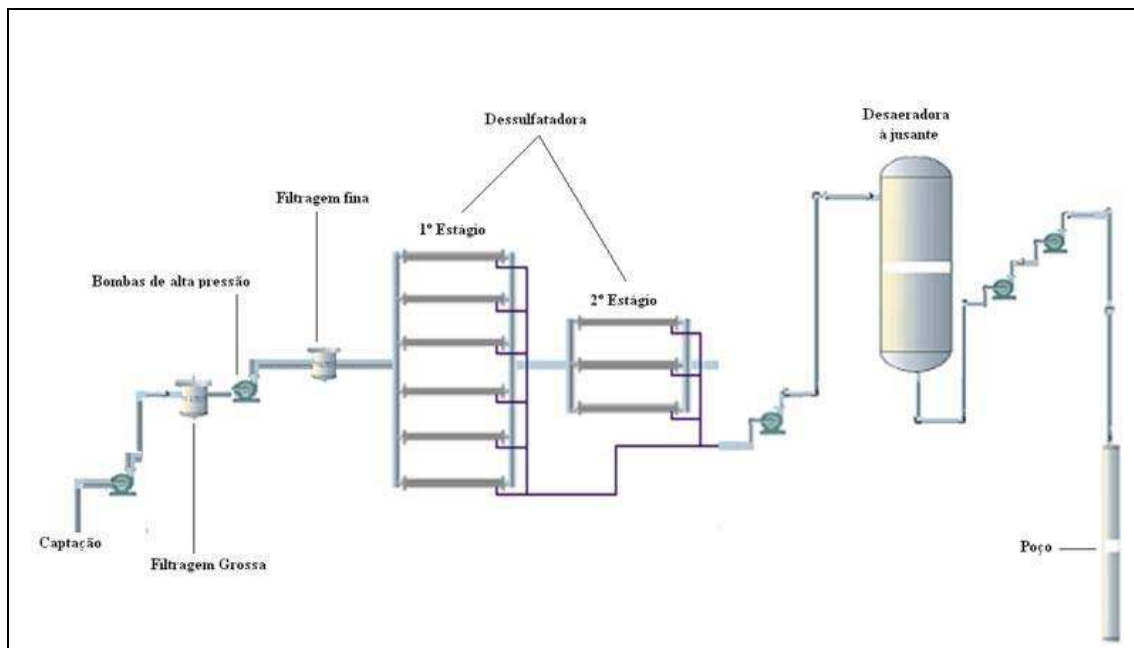 Dessulfatadora
Desaeradora
à jusante
Filtragem fina
1º Estágio
Bombas de alta pressão
2º Estágio
Captação
Filtragem Grossa
Poço